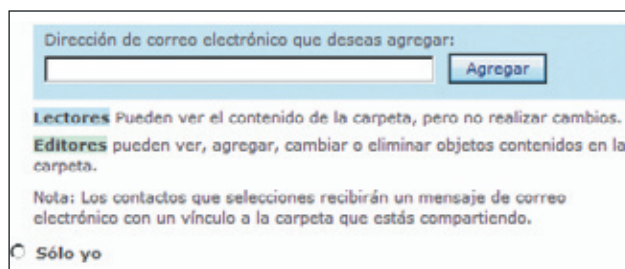 Dirección de correo electrónico que deseas agregar:
Agregar
Lectores Pueden ver el contenido de la carpeta, pero no realizar cambios.
Editores pueden ver, agregar, cambiar o eliminar objetos contenidos en la
carpeta.
Nota: Los contactos que selecciones recibirán un mensaje de correo
electrónico con un vínculo a la carpeta que estás compartiendo.
Sólo yo